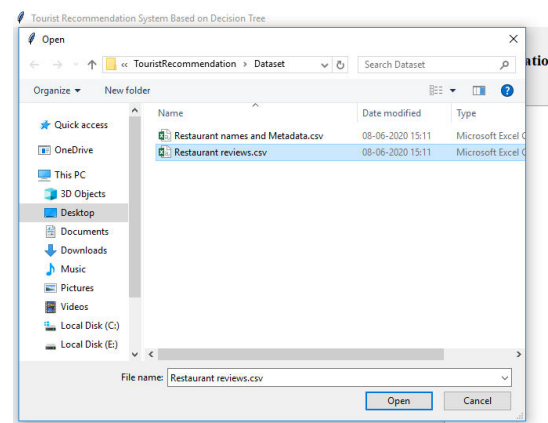 Tourist Recommendation System Based on Decision Tree
Open
« TouristRecommendation › Dataset
Search Dataset
Organize
New folder
Name
Date modified
Type
Quick access
OneDrive
This PC
3D Objects
Desktop
Documents
Downloads
Music
Pictures
Videos
Local Disk (C:)
Local Disk (E:)
Restaurant names and Metadata.csv 08-06-2020 15:11 Microsoft Excel C
Restaurant reviews.csv 08-06-2020 15:11 Microsoft Excel C
File name: Restaurant reviews.csv
Open
Cancel